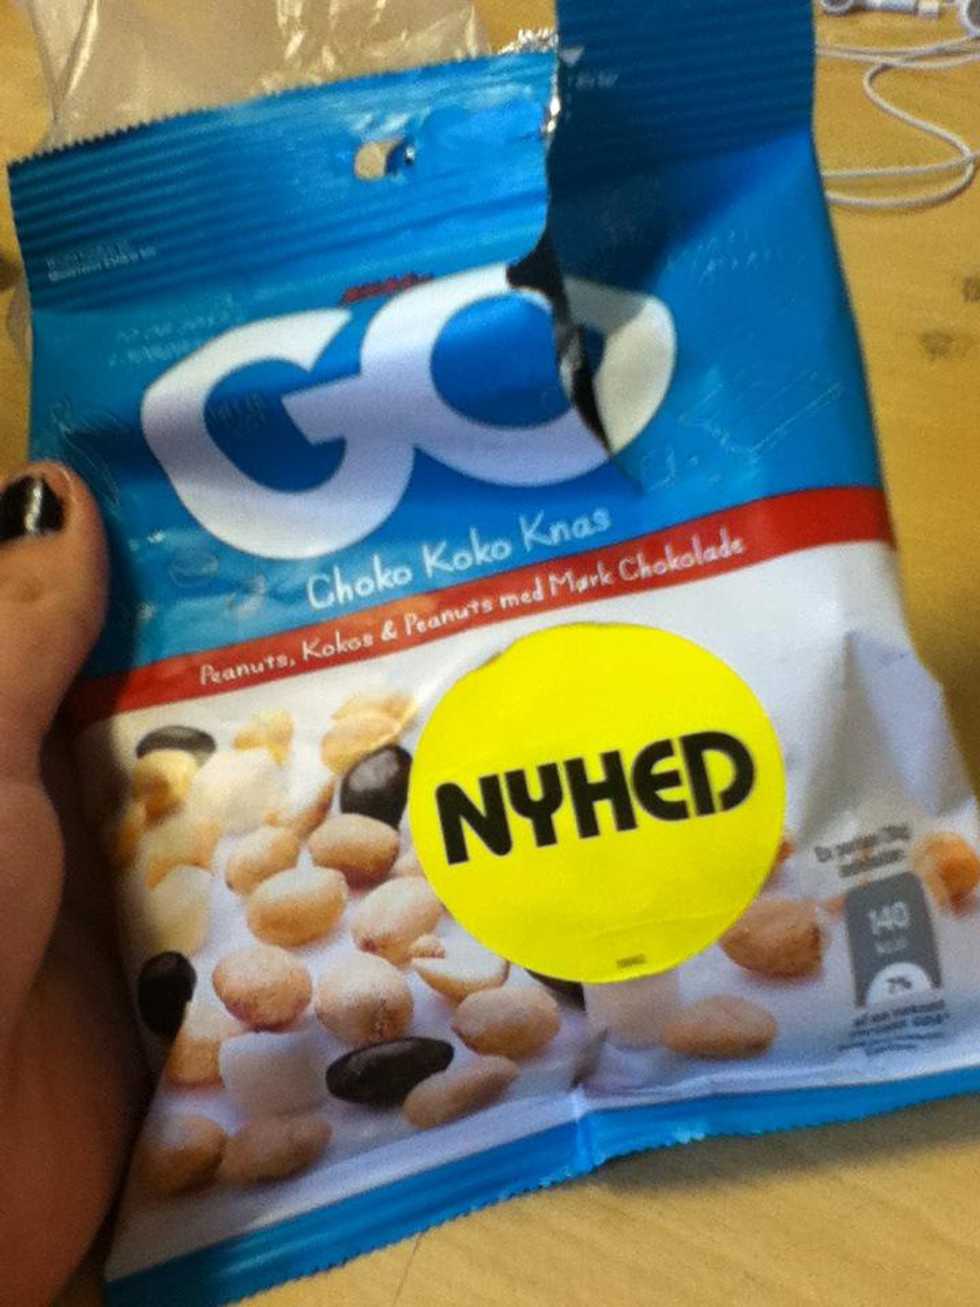 GO
Choko Koko Knas
Peanuts, Kokos & Peanuts med Mørk Chokolade
NYHED
140
7%